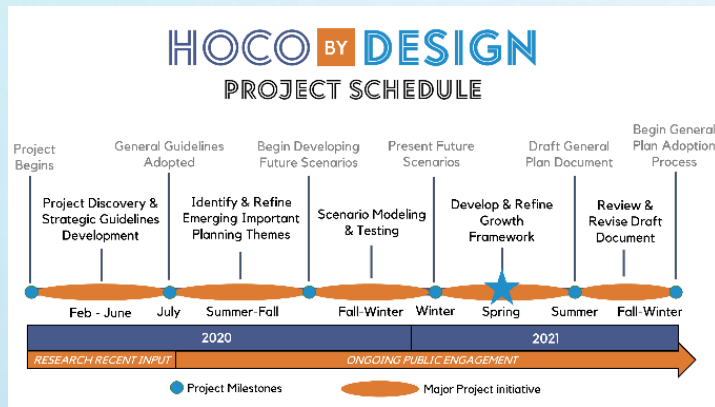 HOCO BY DESIGN
PROJECT SCHEDULE
Project
Begins
General Guidelines
Adopted
Begin Developing
Future Scenarios
Present Future
Scenarios
Draft General
Plan Document
Begin General
Plan Adoption
Process
Project Discovery &
Strategic Guidelines
Development
Identify & Refine
Emerging Important
Planning Themes
Scenario Modeling
& Testing
Develop & Refine
Growth
Framework
Review &
Revise Draft
Document
Feb - June
July
Summer-Fall
Fall-Winter
Winter
Spring
Summer
Fall-Winter
2020
2021
RESEARCH RECENT INPUT
ONGOING PUBLIC ENGAGEMENT
Project Milestones
Major Project initiative